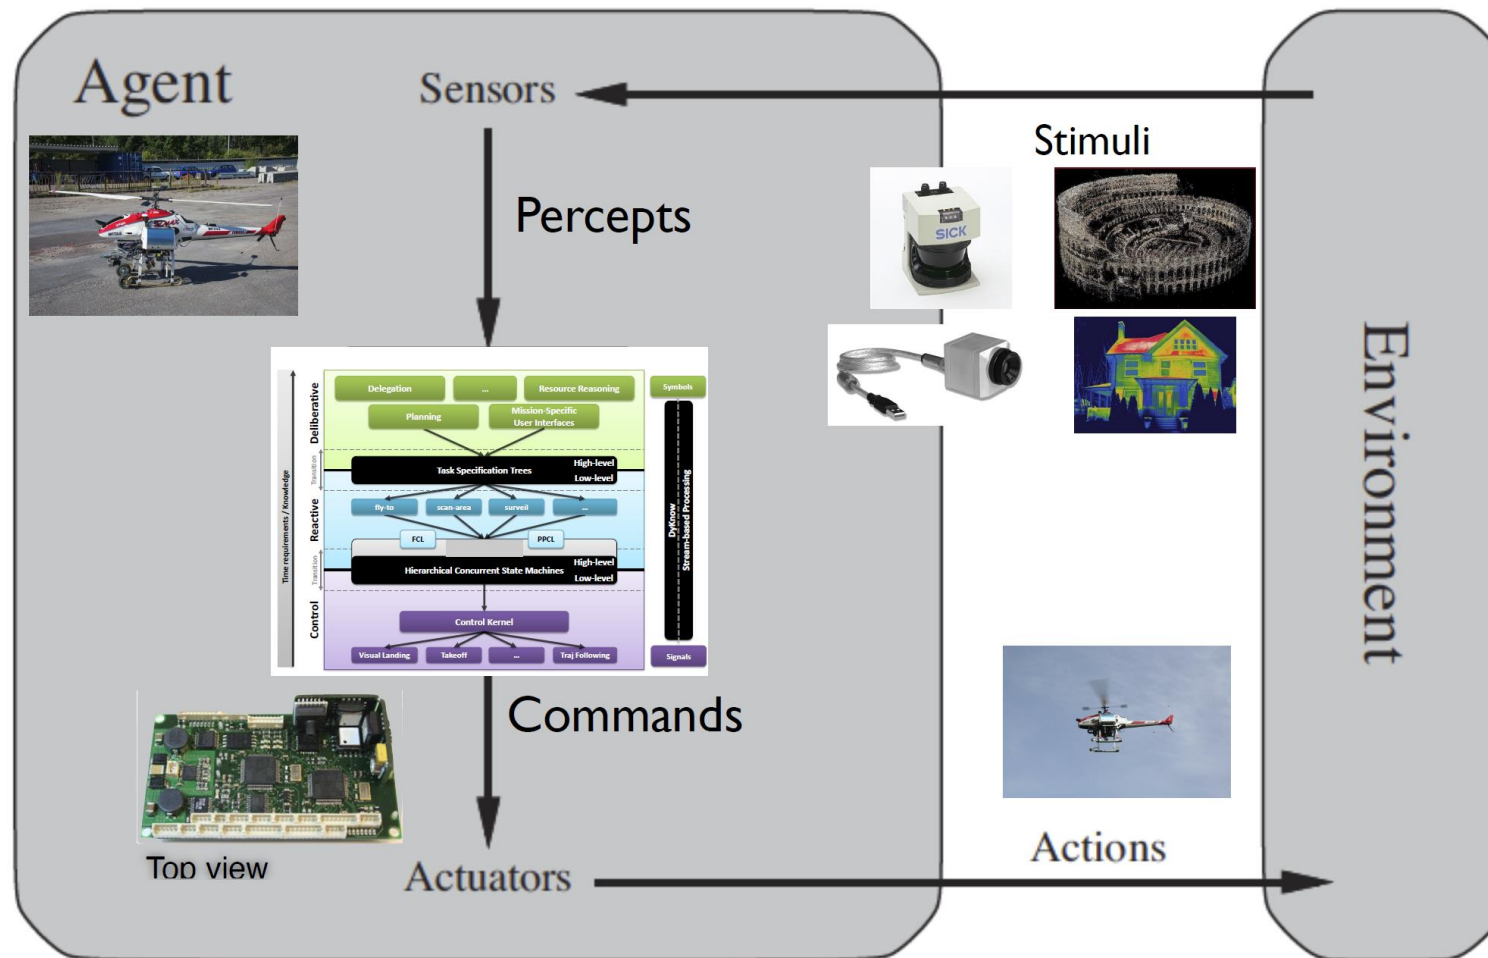 Agent
Sensors
Stimuli
Percepts
SICK
Environment
Time requirements / Knowledge
Deliberative
Transition
Reactive
Transition
Control
Delegation
...
Resource Reasoning
Planning
Mission-Specific
User Interfaces
Task Specification Trees
High-level
Low-level
fly-to
scan-area
surveil
...
FCL
PPCL
Hierarchical Concurrent State Machines
High-level
Low-level
Control Kernel
Visual Landing
Takeoff
...
Traj Following
Symbols
DyKnow
Stream-based Processing
Signals
Commands
Top view
Actuators
Actions